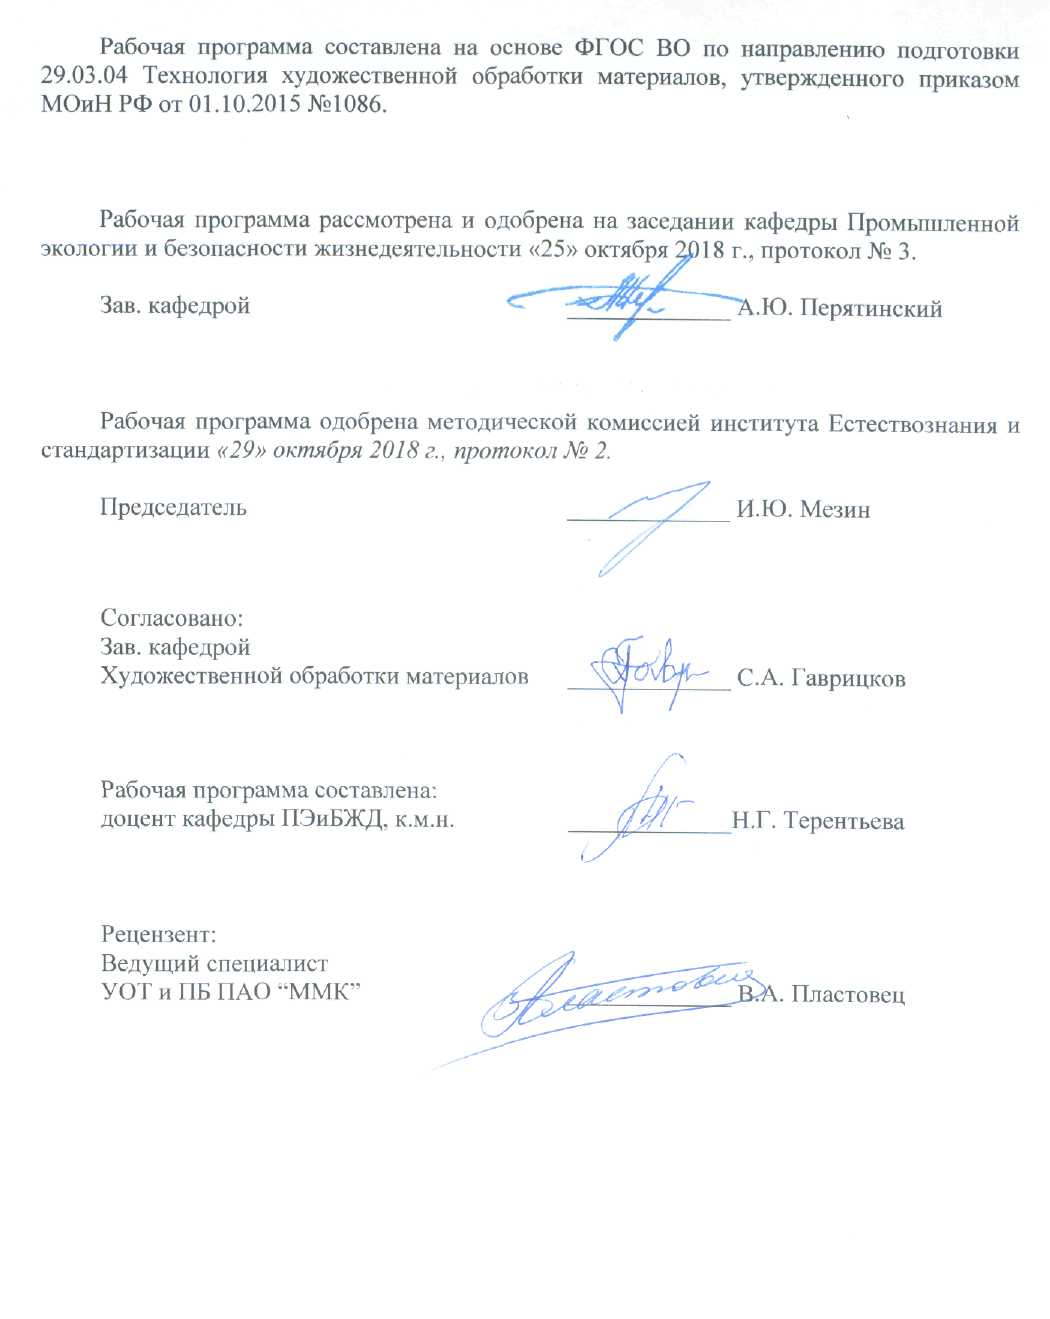 Рабочая программа составлена на основе ФГОС ВО по направлению подготовки
29.03.04 Технология художественной обработки материалов, утвержденного приказом
МОиН РФ от 01.10.2015 №1086.
Рабочая программа рассмотрена и одобрена на заседании кафедры Промышленной
экологии и безопасности жизнедеятельности «25» октября 2018 г., протокол № 3.
Зав. кафедрой А.Ю. Перятинский
Рабочая программа одобрена методической комиссией института Естествознания и
стандартизации «29» октября 2018 г., протокол № 2.
Председатель И.Ю. Мезин
Согласовано:
Зав. кафедрой
Художественной обработки материалов С.А. Гаврицков
Рабочая программа составлена:
доцент кафедры ПЭиБЖД, к.м.н. Н.Г. Терентьева
Рецензент:
Ведущий специалист
УОТ и ПБ ПАО “ММК” В.А. Пластовец